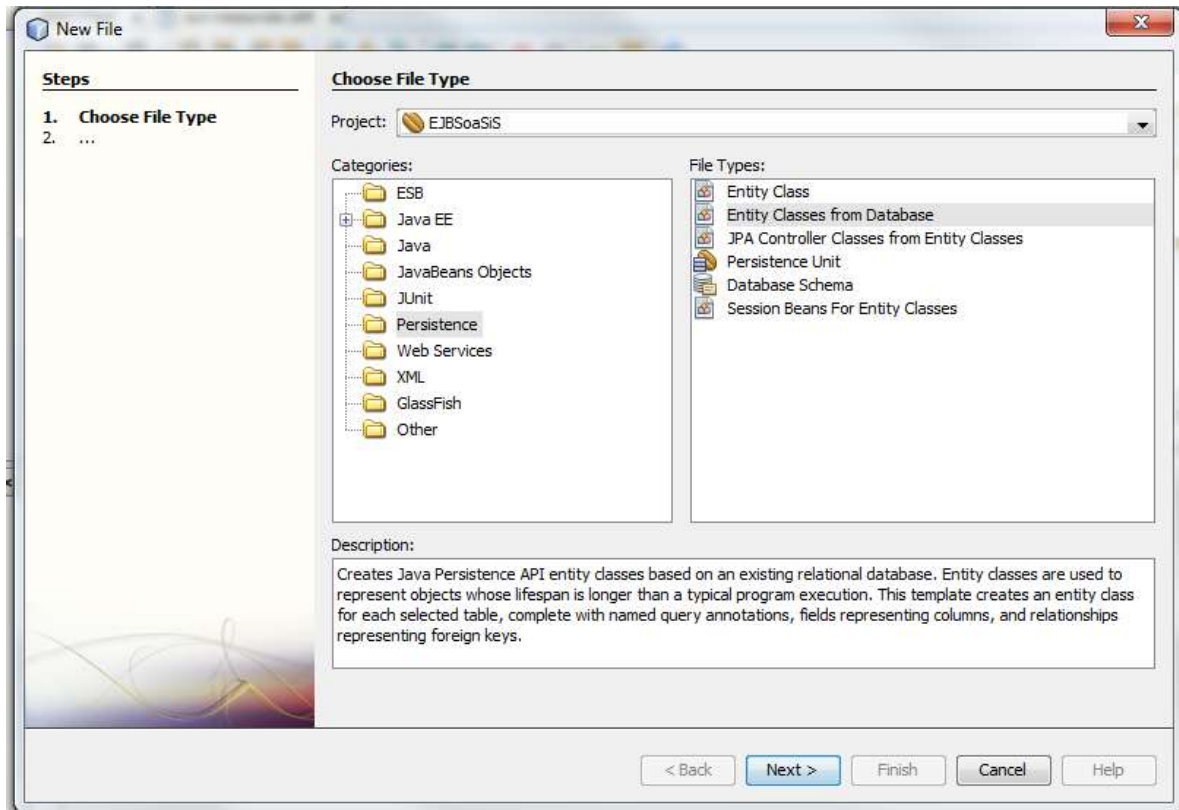 New File
Steps
1. Choose File Type
2. ...
Choose File Type
Project: EJBSoaSiS
Categories:
ESB
Java EE
Java
JavaBeans Objects
JUnit
Persistence
Web Services
XML
GlassFish
Other
File Types:
Entity Class
Entity Classes from Database
JPA Controller Classes from Entity Classes
Persistence Unit
Database Schema
Session Beans For Entity Classes
Description:
Creates Java Persistence API entity classes based on an existing relational database. Entity classes are used to
represent objects whose lifespan is longer than a typical program execution. This template creates an entity class
for each selected table, complete with named query annotations, fields representing columns, and relationships
representing foreign keys.
< Back Next > Finish Cancel Help